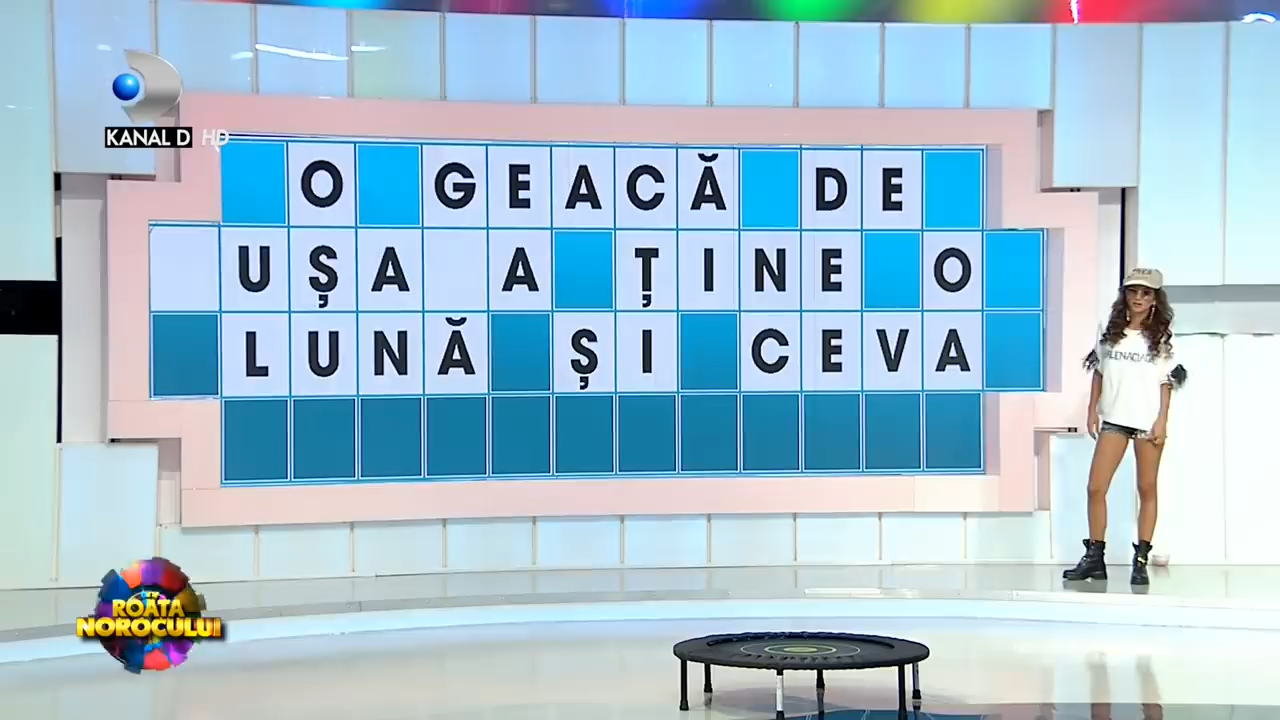 KANAL D HD
O GEACĂ DE
UȘA A ȚINE O
LUNĂ ȘI CEVA
ROATA
NOROCULUI